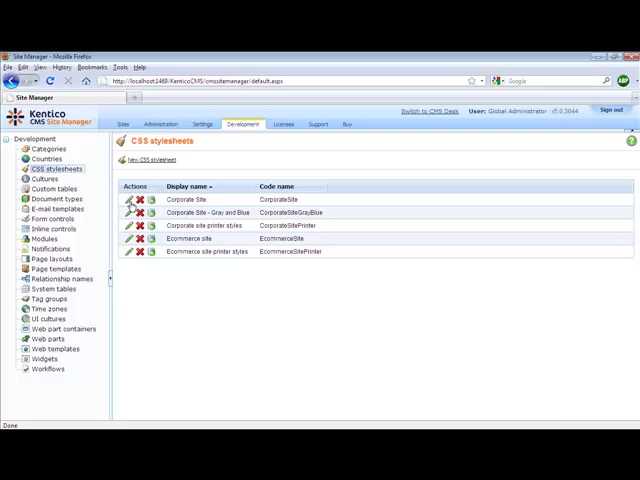 Site Manager - Mozilla Firefox
File Edit View History Bookmarks Tools Help
http://localhost:1469/KenticoCMS/cmssitemanager/default.aspx
Google
ABP
Site Manager
Kentico
CMS Site Manager
Switch to CMS Desk
User: Global Administrator
v5.0.3644
Sign out
Sites Administration Settings Development Licenses Support Buy
Development
Categories
Countries
CSS stylesheets
Cultures
Custom tables
Document types
E-mail templates
Form controls
Inline controls
Modules
Notifications
Page layouts
Page templates
Relationship names
System tables
Tag groups
Time zones
UI cultures
Web part containers
Web parts
Web templates
Widgets
Workflows
CSS stylesheets
New CSS stylesheet
Actions Display name Code name
Corporate Site CorporateSite
Corporate Site - Gray and Blue CorporateSiteGrayBlue
Corporate site printer styles CorporateSitePrinter
Ecommerce site EcommerceSite
Ecommerce site printer styles EcommerceSitePrinter
Done